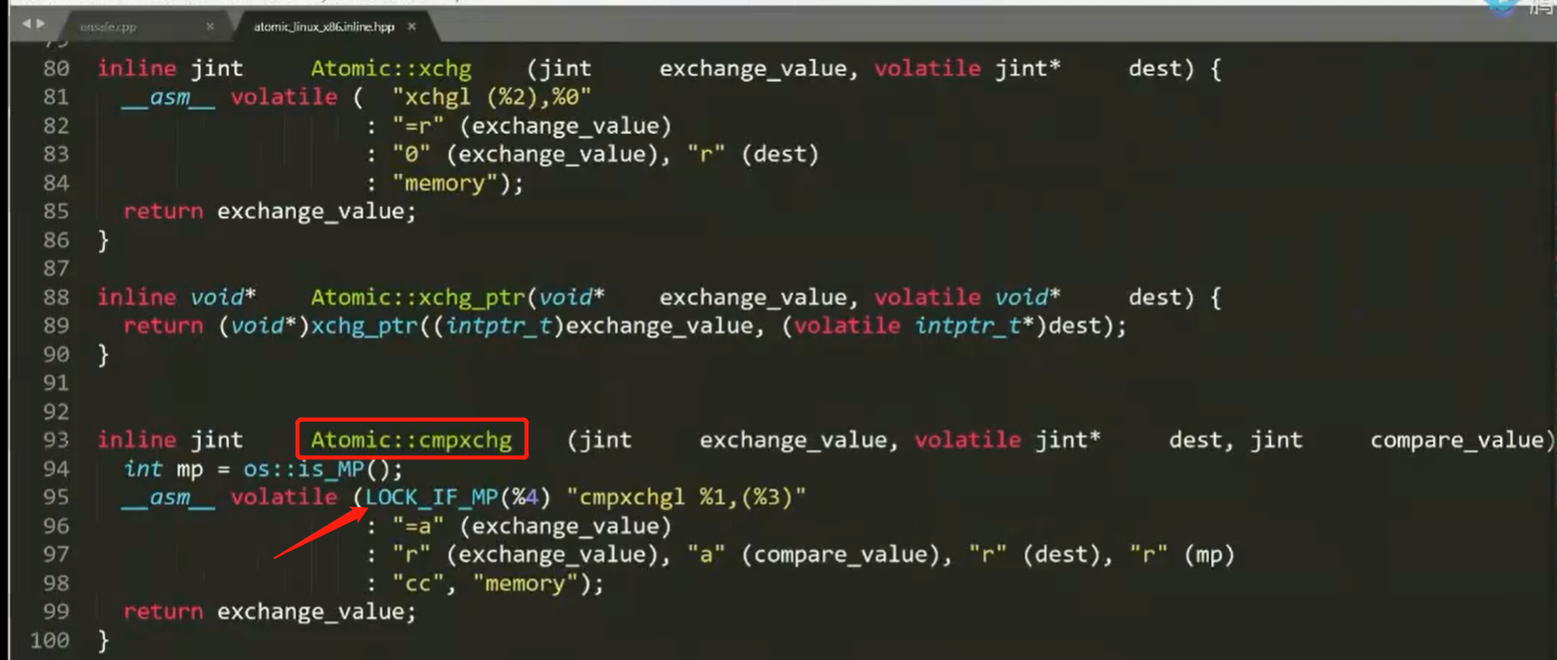 unsafe.cpp × atomic_linux_x86.inline.hpp ×
80 inline jint Atomic::xchg (jint exchange_value, volatile jint* dest) {
81 __asm__ volatile ( "xchgl (%2),%0"
82 : "=r" (exchange_value)
83 : "0" (exchange_value), "r" (dest)
84 : "memory");
85 return exchange_value;
86 }
87
88 inline void* Atomic::xchg_ptr(void* exchange_value, volatile void* dest) {
89 return (void*)xchg_ptr((intptr_t)exchange_value, (volatile intptr_t*)dest);
90 }
91
92
93 inline jint Atomic::cmpxchg (jint exchange_value, volatile jint* dest, jint compare_value)
94 int mp = os::is_MP();
95 __asm__ volatile (LOCK_IF_MP(%4) "cmpxchgl %1,(%3)"
96 : "=a" (exchange_value)
97 : "r" (exchange_value), "a" (compare_value), "r" (dest), "r" (mp)
98 : "cc", "memory");
99 return exchange_value;
100 }